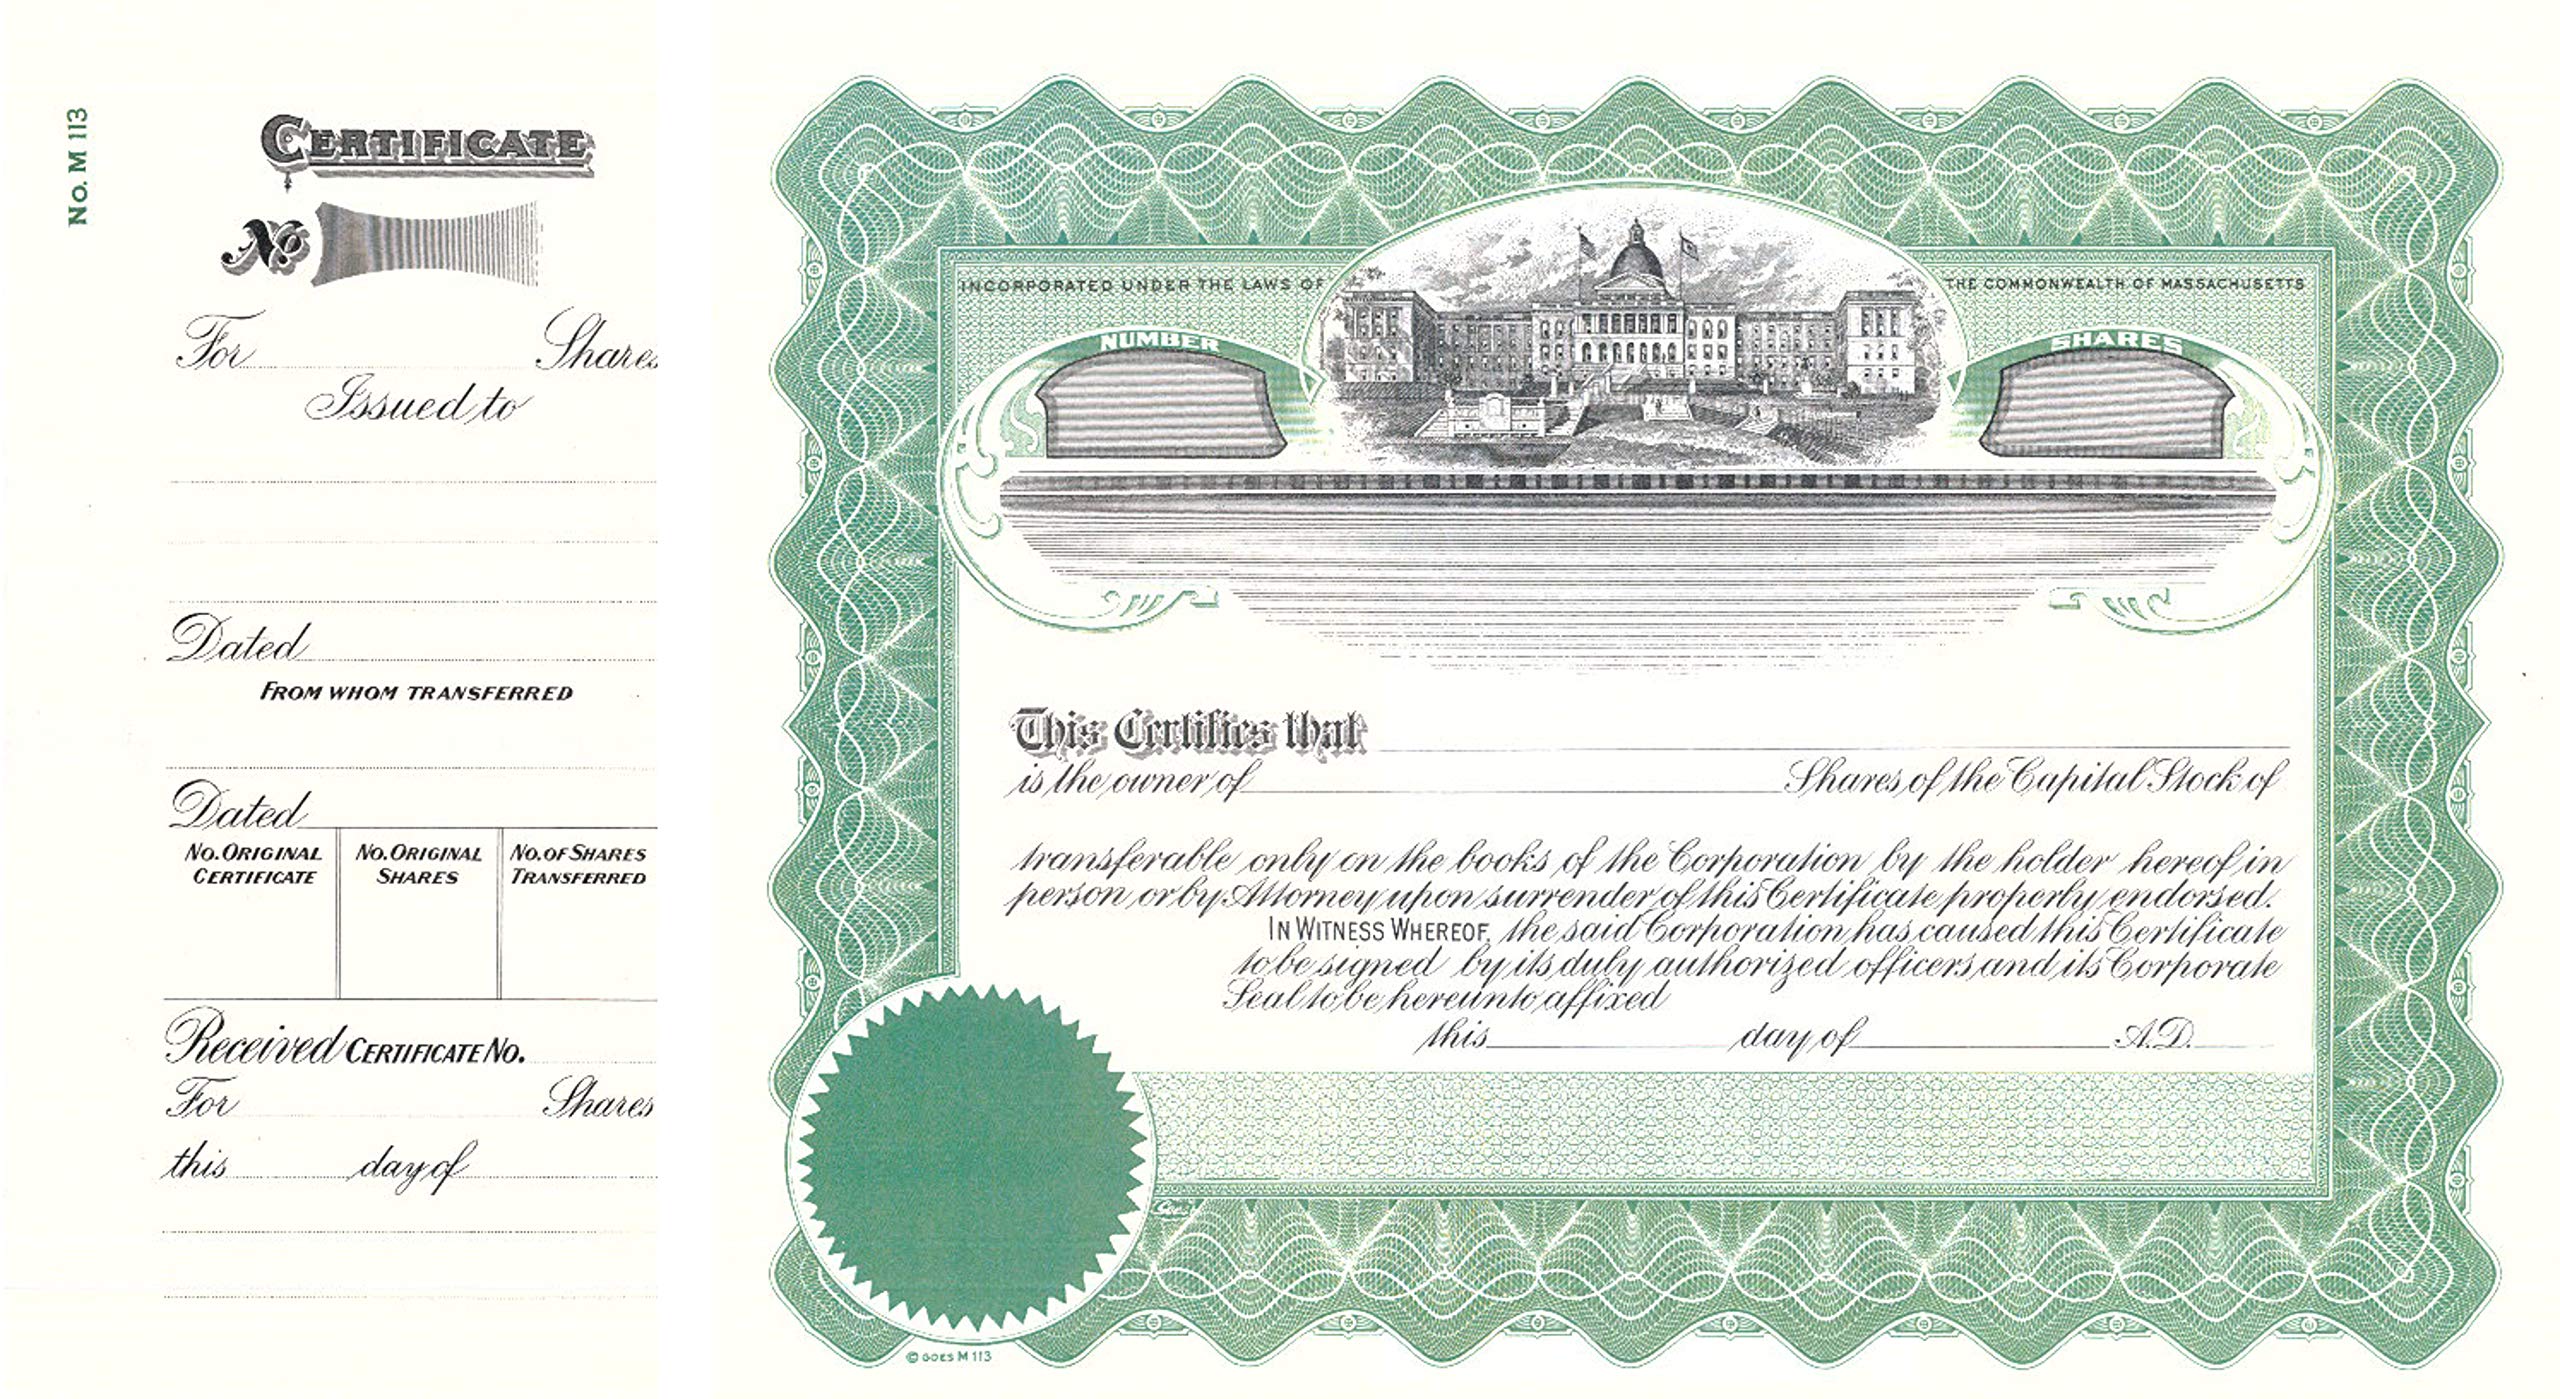 No. M 113
CERTIFICATE
No
For Shares
Issued to
Dated
FROM WHOM TRANSFERRED
Dated
NO. ORIGINAL CERTIFICATE
NO. ORIGINAL SHARES
NO. OF SHARES TRANSFERRED
Received CERTIFICATE NO.
For Shares
this day of
INCORPORATED UNDER THE LAWS OF THE COMMONWEALTH OF MASSACHUSETTS
NUMBER
SHARES
This Certifies that
is the owner of Shares of the Capital Stock of
transferable only on the books of the Corporation by the holder hereof in
person or by Attorney upon surrender of this Certificate properly endorsed.
IN WITNESS WHEREOF, the said Corporation has caused this Certificate
to be signed by its duly authorized officers and its Corporate
Seal to be hereunto affixed
this day of A.D.
Goes
© GOES M 113